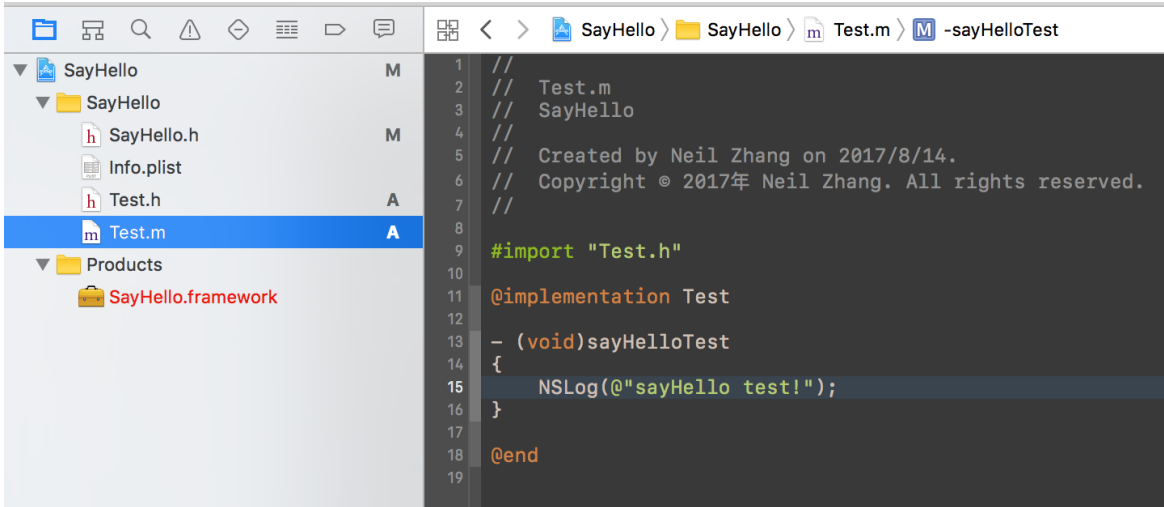 SayHello M
SayHello
h SayHello.h M
Info.plist
h Test.h A
m Test.m A
Products
SayHello.framework
SayHello 〉 SayHello 〉 m Test.m 〉 M -sayHelloTest
1 //
2 //  Test.m
3 //  SayHello
4 //
5 //  Created by Neil Zhang on 2017/8/14.
6 //  Copyright © 2017年 Neil Zhang. All rights reserved.
7 //
8
9 #import "Test.h"
10
11 @implementation Test
12
13 - (void)sayHelloTest
14 {
15     NSLog(@"sayHello test!");
16 }
17
18 @end
19